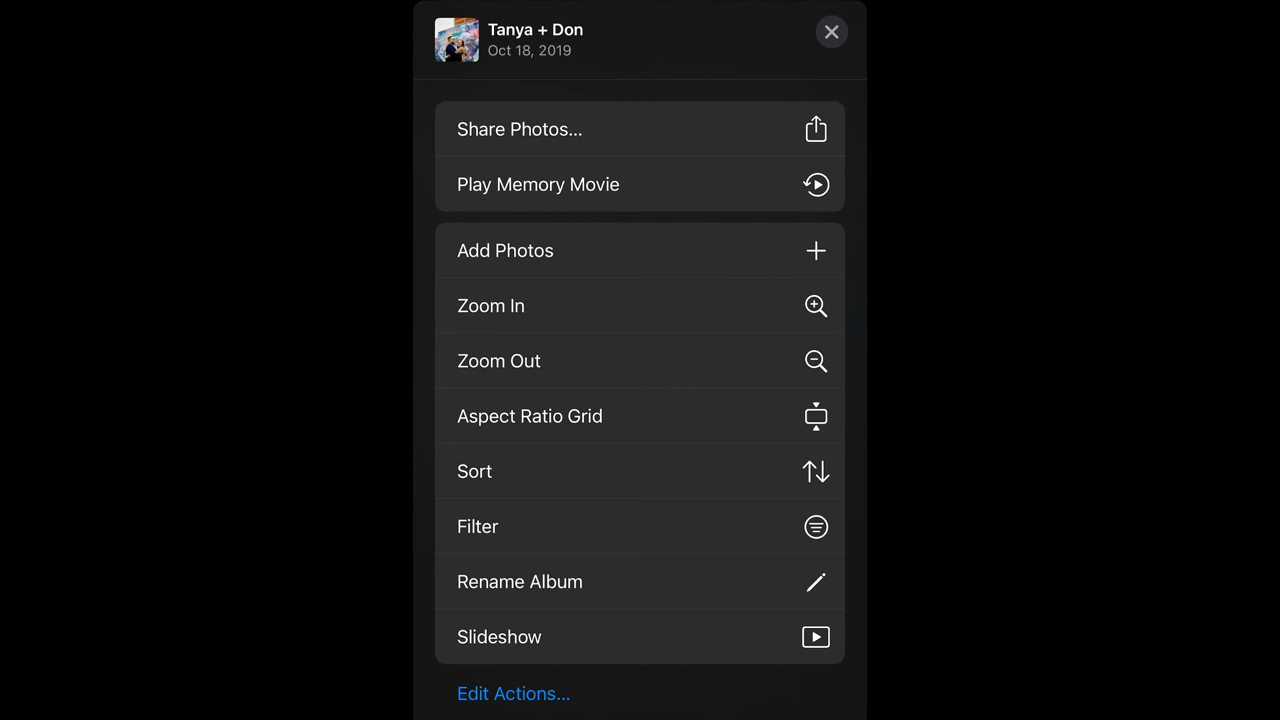 Tanya + Don
Oct 18, 2019
Share Photos...
Play Memory Movie
Add Photos
Zoom In
Zoom Out
Aspect Ratio Grid
Sort
Filter
Rename Album
Slideshow
Edit Actions...